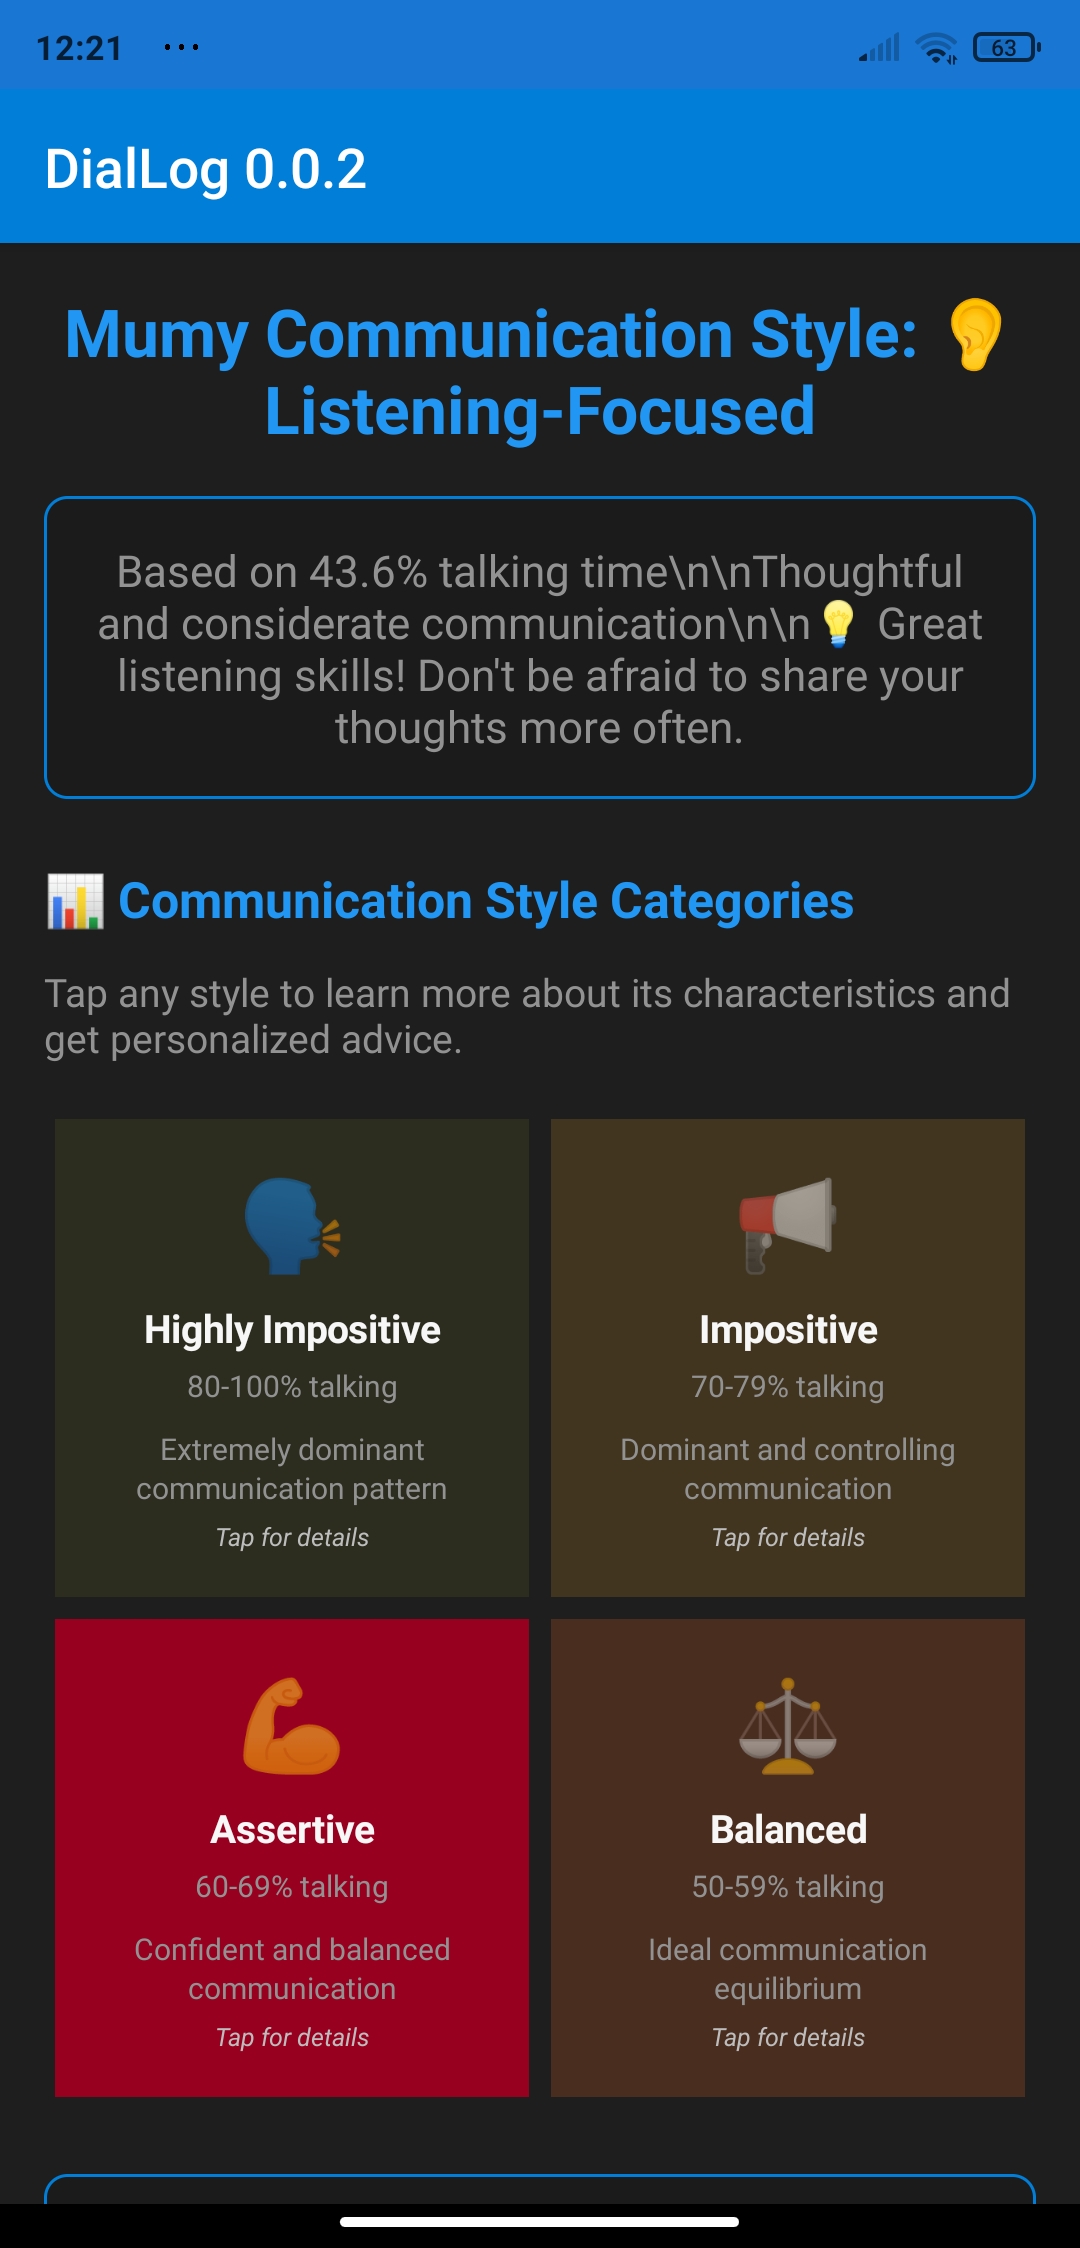 12:21 ...
63
DialLog 0.0.2
Mumy Communication Style: 👂
Listening-Focused
Based on 43.6% talking time\n\nThoughtful
and considerate communication\n\n💡 Great
listening skills! Don't be afraid to share your
thoughts more often.
📊 Communication Style Categories
Tap any style to learn more about its characteristics and
get personalized advice.
Highly Impositive
80-100% talking
Extremely dominant
communication pattern
Tap for details
Impositive
70-79% talking
Dominant and controlling
communication
Tap for details
Assertive
60-69% talking
Confident and balanced
communication
Tap for details
Balanced
50-59% talking
Ideal communication
equilibrium
Tap for details